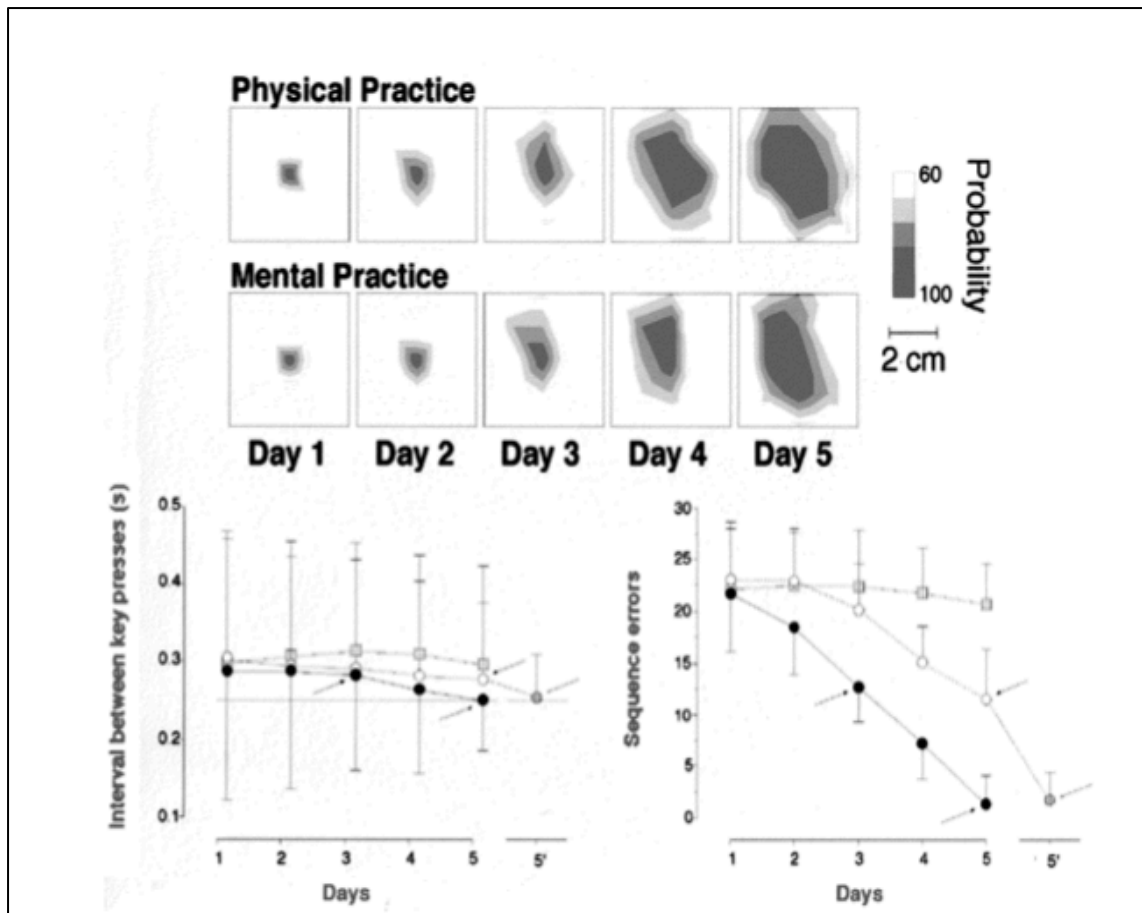 Physical Practice
60
Probability
100
2 cm
Mental Practice
Day 1 Day 2 Day 3 Day 4 Day 5
Interval between key presses (s)
0.5
0.4
0.3
0.2
0.1
1 2 3 4 5 5'
Days
Sequence errors
30
25
20
15
10
5
0
1 2 3 4 5 5'
Days